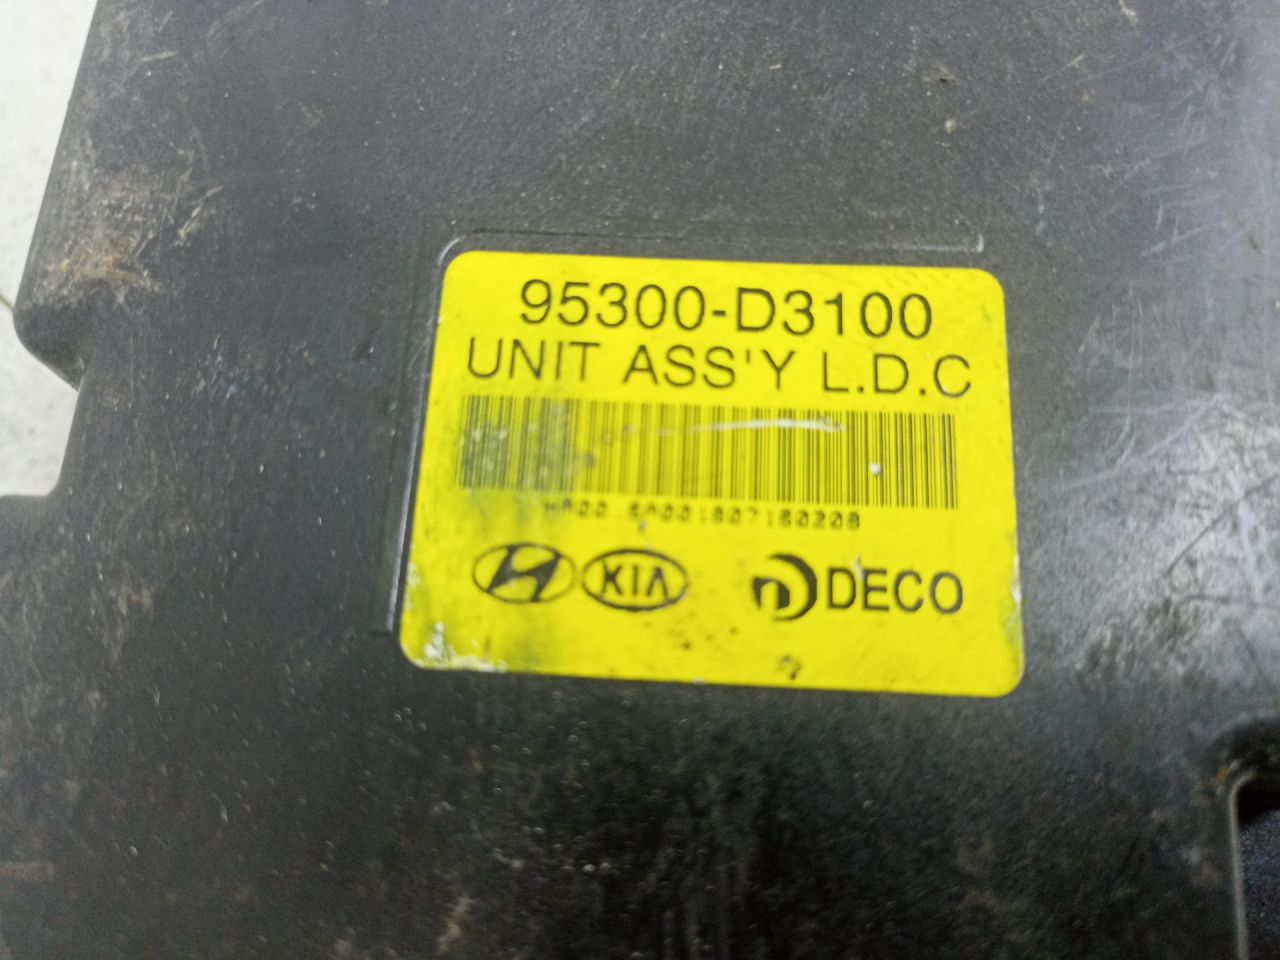 95300-D3100
UNIT ASS'Y L.D.C
KIA DECO